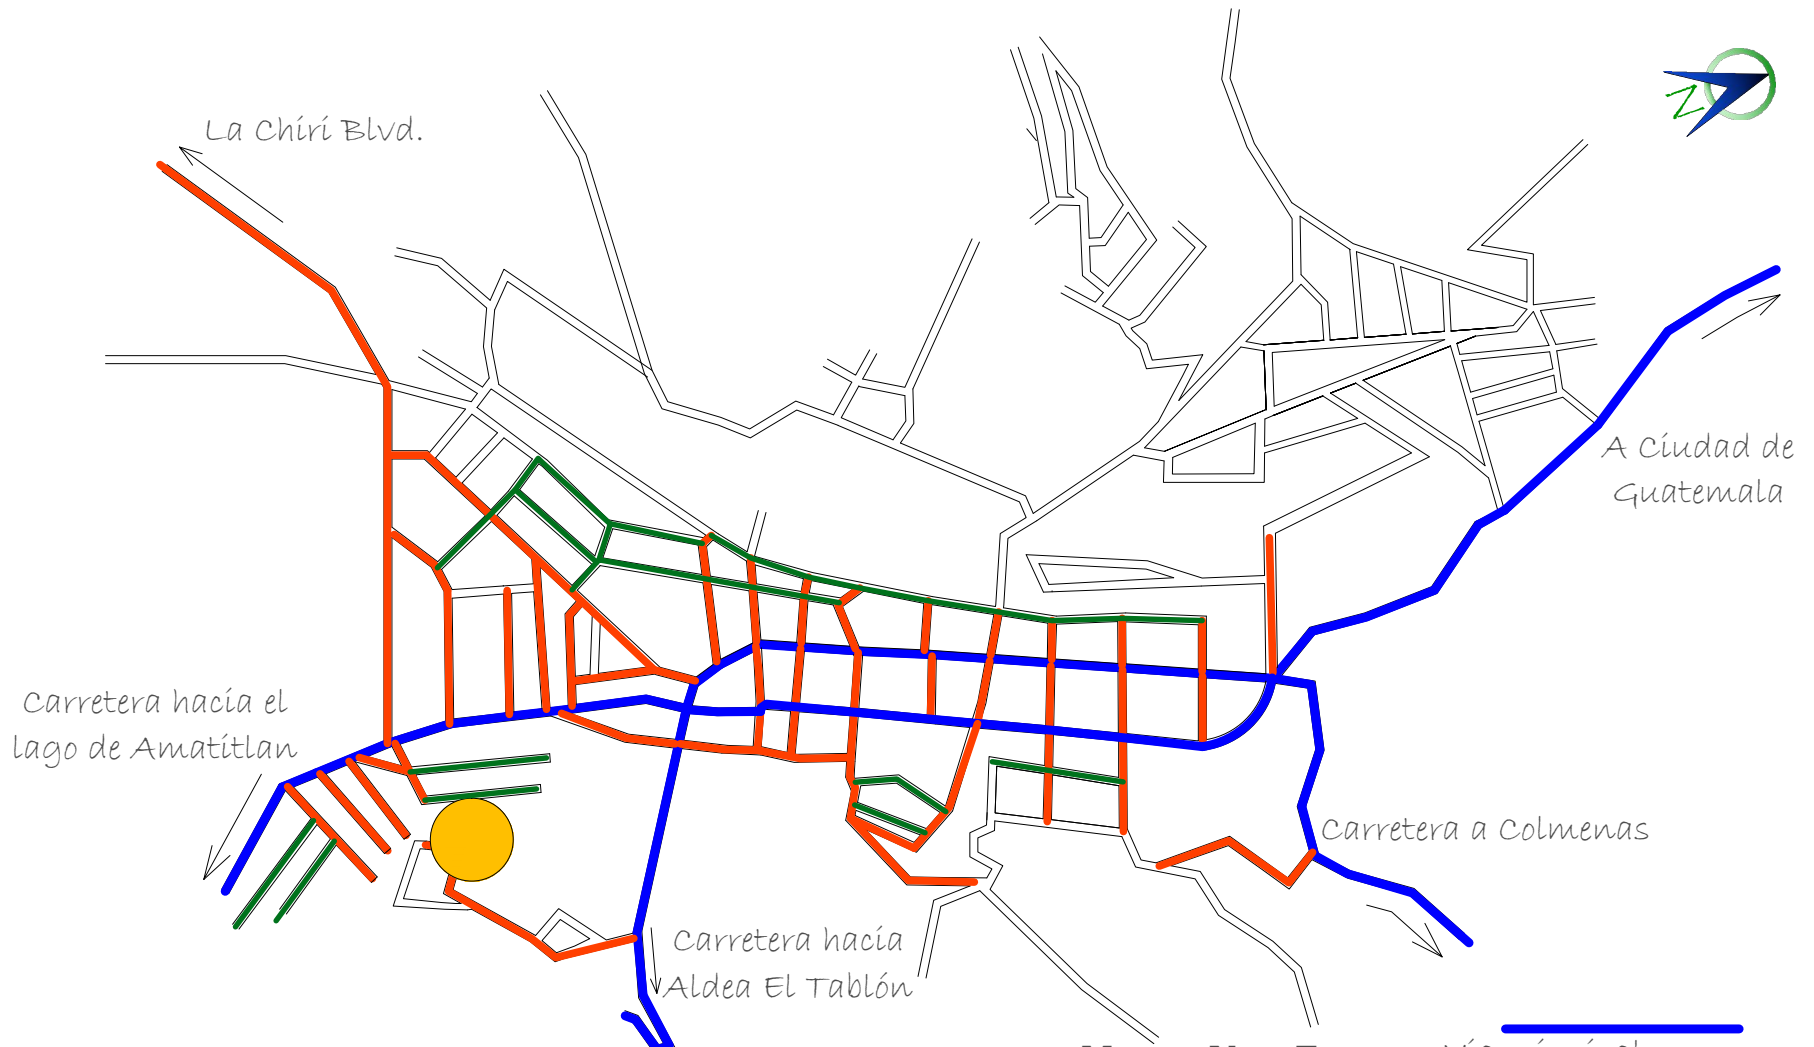 La Chiri Blvd.
N
A Ciudad de
Guatemala
Carretera hacia el
lago de Amatitlan
Carretera a Colmenas
Carretera hacia
Aldea El Tablón